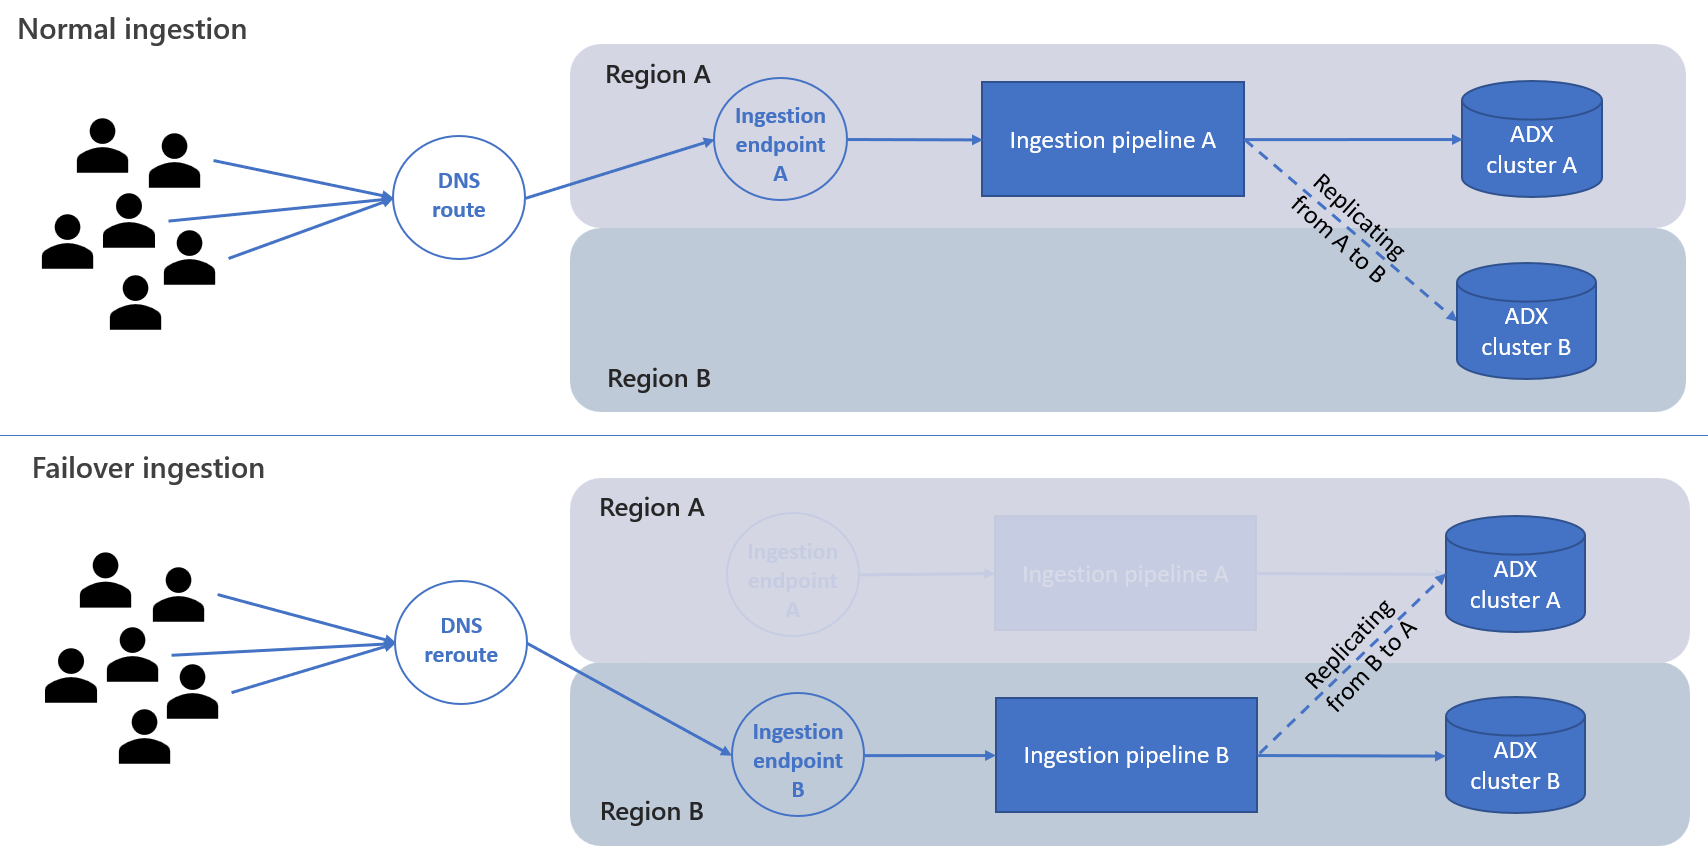 Normal ingestion
Region A
Ingestion
endpoint
A
Ingestion pipeline A
ADX
cluster A
DNS
route
Replicating
from A to B
ADX
cluster B
Region B
Failover ingestion
Region A
Ingestion
endpoint
A
Ingestion pipeline A
ADX
cluster A
DNS
reroute
Replicating
from B to A
Ingestion
endpoint
B
Ingestion pipeline B
ADX
cluster B
Region B